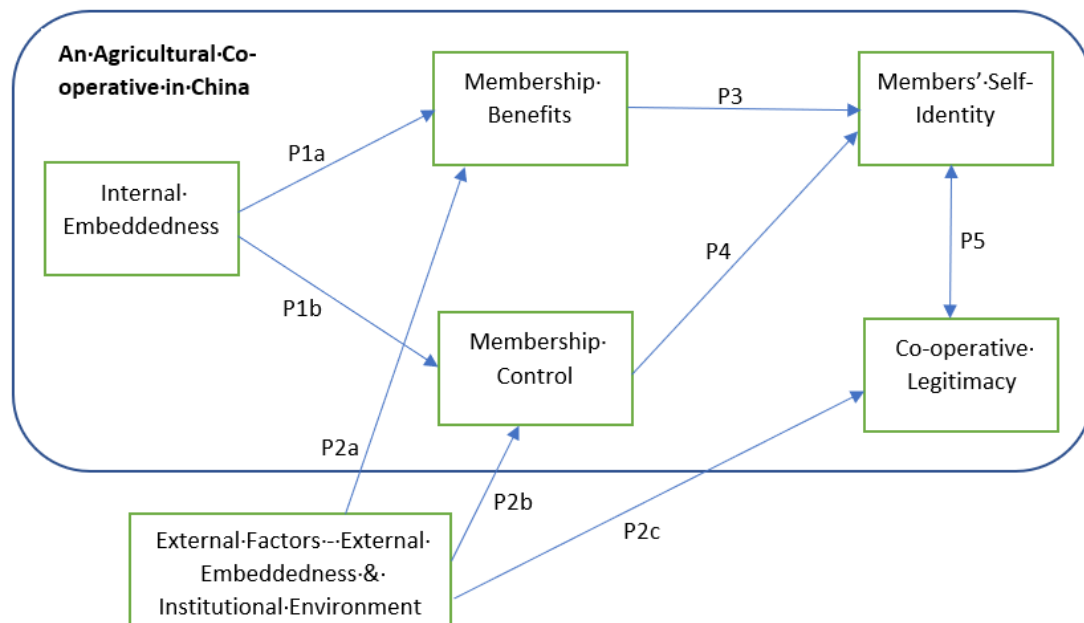 An·Agricultural·Co-
operative·in·China
Membership·
Benefits
P3
Members’·Self-
Identity
P1a
Internal·
Embeddedness
P4
P5
P1b
Membership·
Control
Co-operative·
Legitimacy
P2a
P2b
P2c
External·Factors·-·External·
Embeddedness·&·
Institutional·Environment